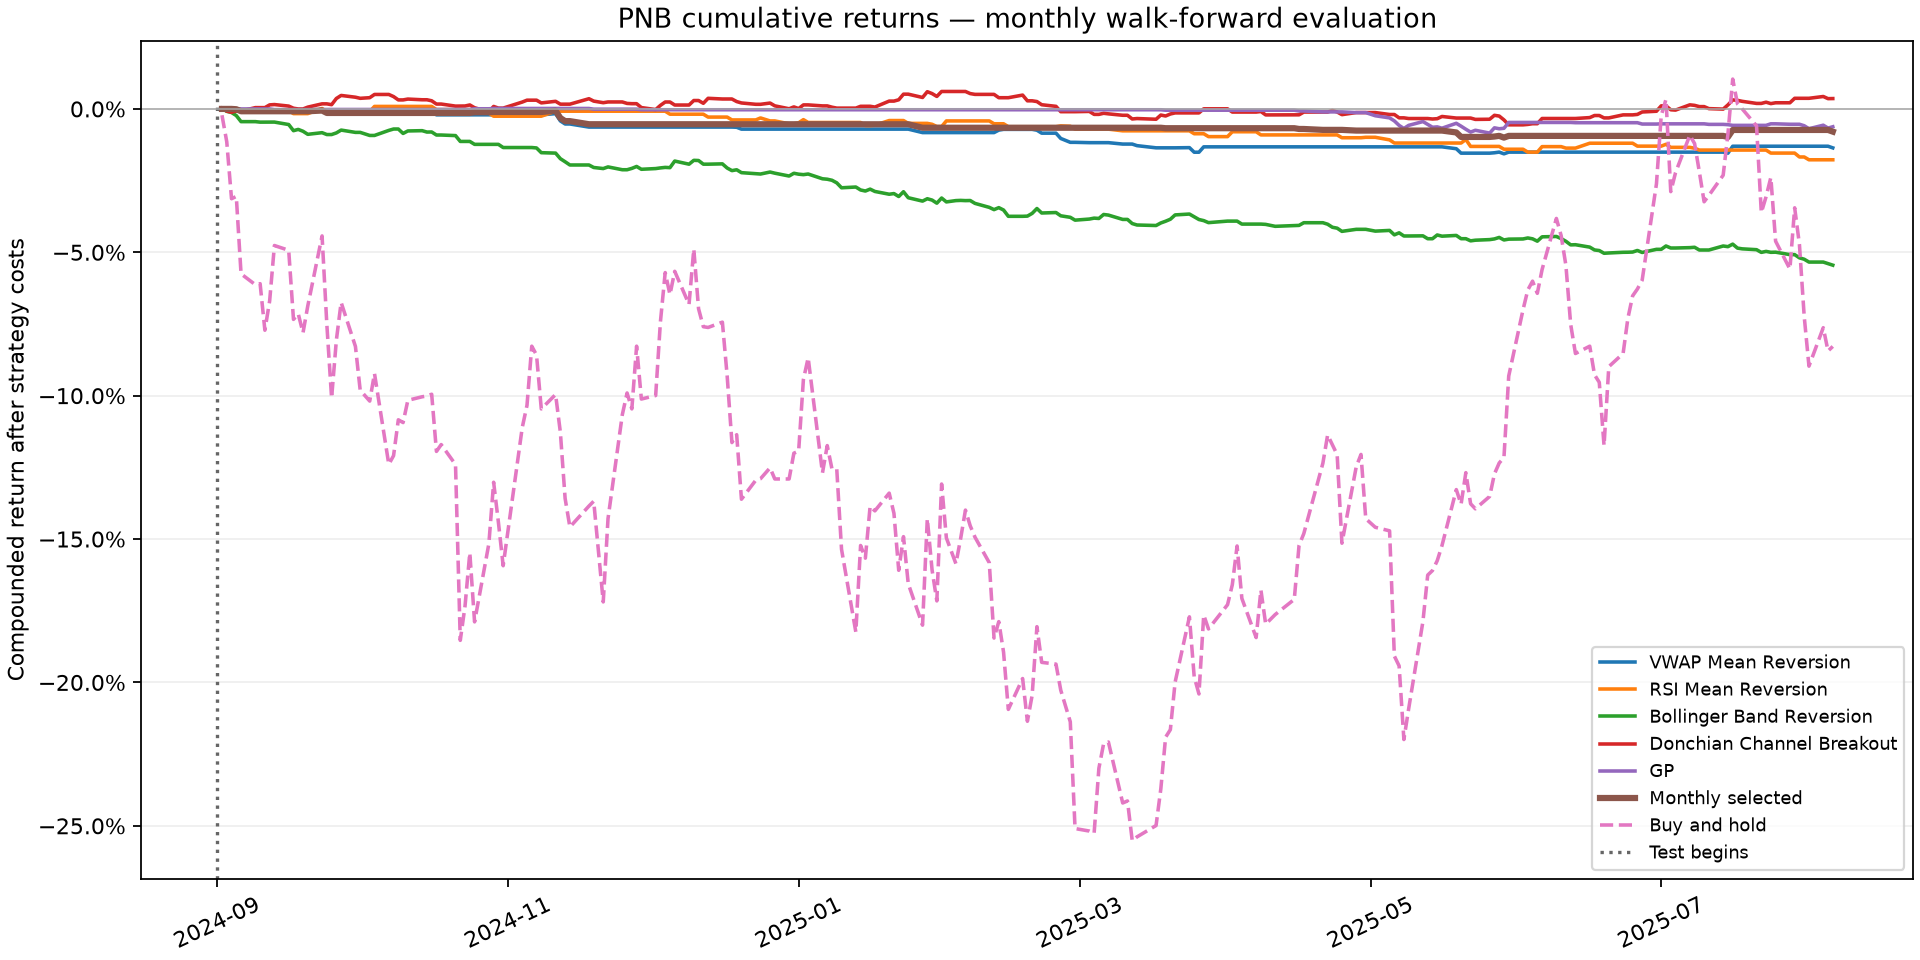 PNB cumulative returns — monthly walk-forward evaluation
Compounded return after strategy costs
0.0%
−5.0%
−10.0%
−15.0%
−20.0%
−25.0%
2024-09
2024-11
2025-01
2025-03
2025-05
2025-07
VWAP Mean Reversion
RSI Mean Reversion
Bollinger Band Reversion
Donchian Channel Breakout
GP
Monthly selected
Buy and hold
Test begins